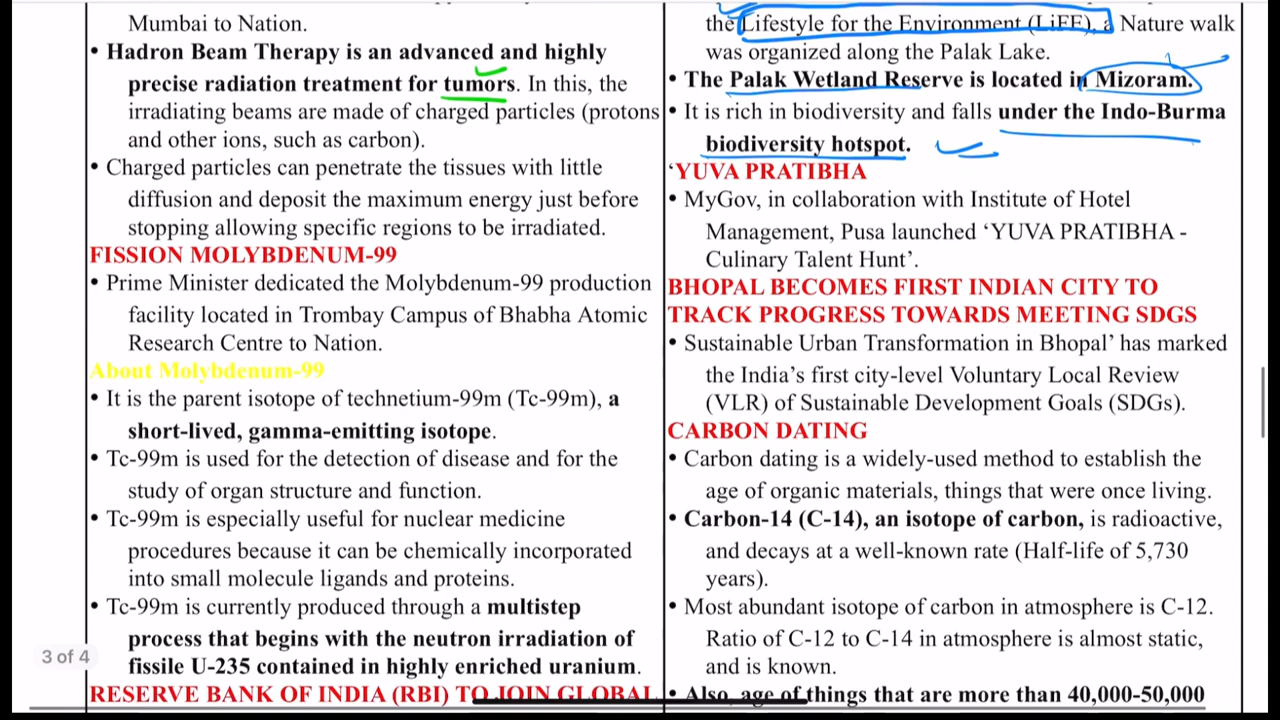 Mumbai to Nation.
• Hadron Beam Therapy is an advanced and highly
precise radiation treatment for tumors. In this, the
irradiating beams are made of charged particles (protons
and other ions, such as carbon).
• Charged particles can penetrate the tissues with little
diffusion and deposit the maximum energy just before
stopping allowing specific regions to be irradiated.
FISSION MOLYBDENUM-99
• Prime Minister dedicated the Molybdenum-99 production
facility located in Trombay Campus of Bhabha Atomic
Research Centre to Nation.
About Molybdenum-99
• It is the parent isotope of technetium-99m (Tc-99m), a
short-lived, gamma-emitting isotope.
• Tc-99m is used for the detection of disease and for the
study of organ structure and function.
• Tc-99m is especially useful for nuclear medicine
procedures because it can be chemically incorporated
into small molecule ligands and proteins.
• Tc-99m is currently produced through a multistep
process that begins with the neutron irradiation of
fissile U-235 contained in highly enriched uranium.
RESERVE BANK OF INDIA (RBI) TO JOIN GLOBAL
the Lifestyle for the Environment (LiFE), a Nature walk
was organized along the Palak Lake.
• The Palak Wetland Reserve is located in Mizoram.
• It is rich in biodiversity and falls under the Indo-Burma
biodiversity hotspot.
‘YUVA PRATIBHA
• MyGov, in collaboration with Institute of Hotel
Management, Pusa launched ‘YUVA PRATIBHA -
Culinary Talent Hunt’.
BHOPAL BECOMES FIRST INDIAN CITY TO
TRACK PROGRESS TOWARDS MEETING SDGS
• Sustainable Urban Transformation in Bhopal’ has marked
the India’s first city-level Voluntary Local Review
(VLR) of Sustainable Development Goals (SDGs).
CARBON DATING
• Carbon dating is a widely-used method to establish the
age of organic materials, things that were once living.
• Carbon-14 (C-14), an isotope of carbon, is radioactive,
and decays at a well-known rate (Half-life of 5,730
years).
• Most abundant isotope of carbon in atmosphere is C-12.
Ratio of C-12 to C-14 in atmosphere is almost static,
and is known.
• Also, age of things that are more than 40,000-50,000
3 of 4